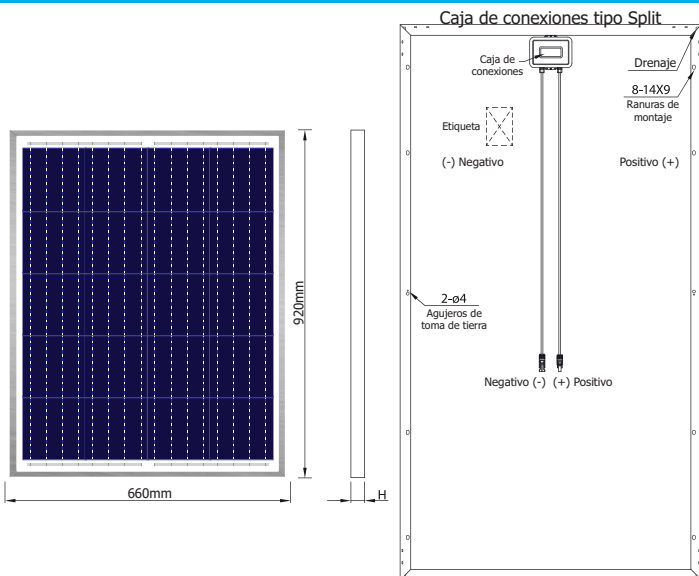 Caja de conexiones tipo Split
Caja de
conexiones
Drenaje
8-14X9
Ranuras de
montaje
Etiqueta
(-) Negativo
Positivo (+)
2-ø4
Agujeros de
toma de tierra
Negativo (-) (+) Positivo
920mm
660mm
H